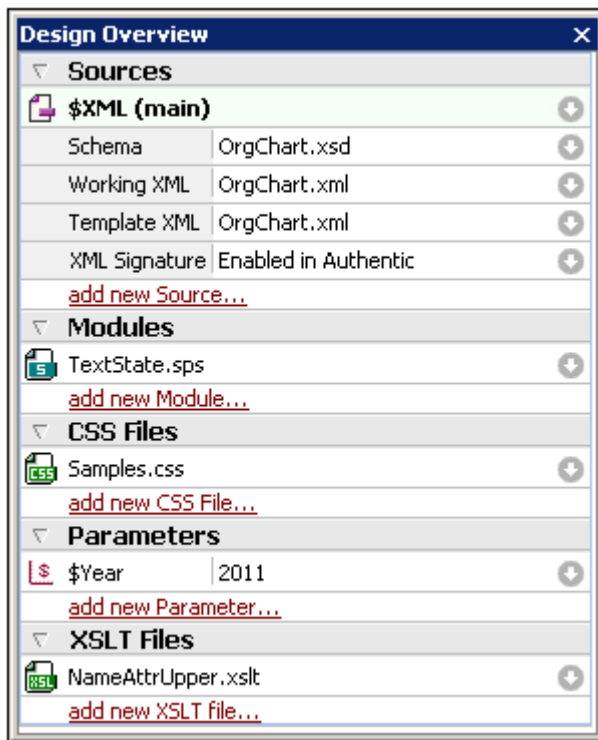 Design Overview
Sources
$XML (main)
Schema OrgChart.xsd
Working XML OrgChart.xml
Template XML OrgChart.xml
XML Signature Enabled in Authentic
add new Source...
Modules
S TextState.sps
add new Module...
CSS Files
CSS Samples.css
add new CSS File...
Parameters
$ $Year 2011
add new Parameter...
XSLT Files
XSL NameAttrUpper.xslt
add new XSLT file...